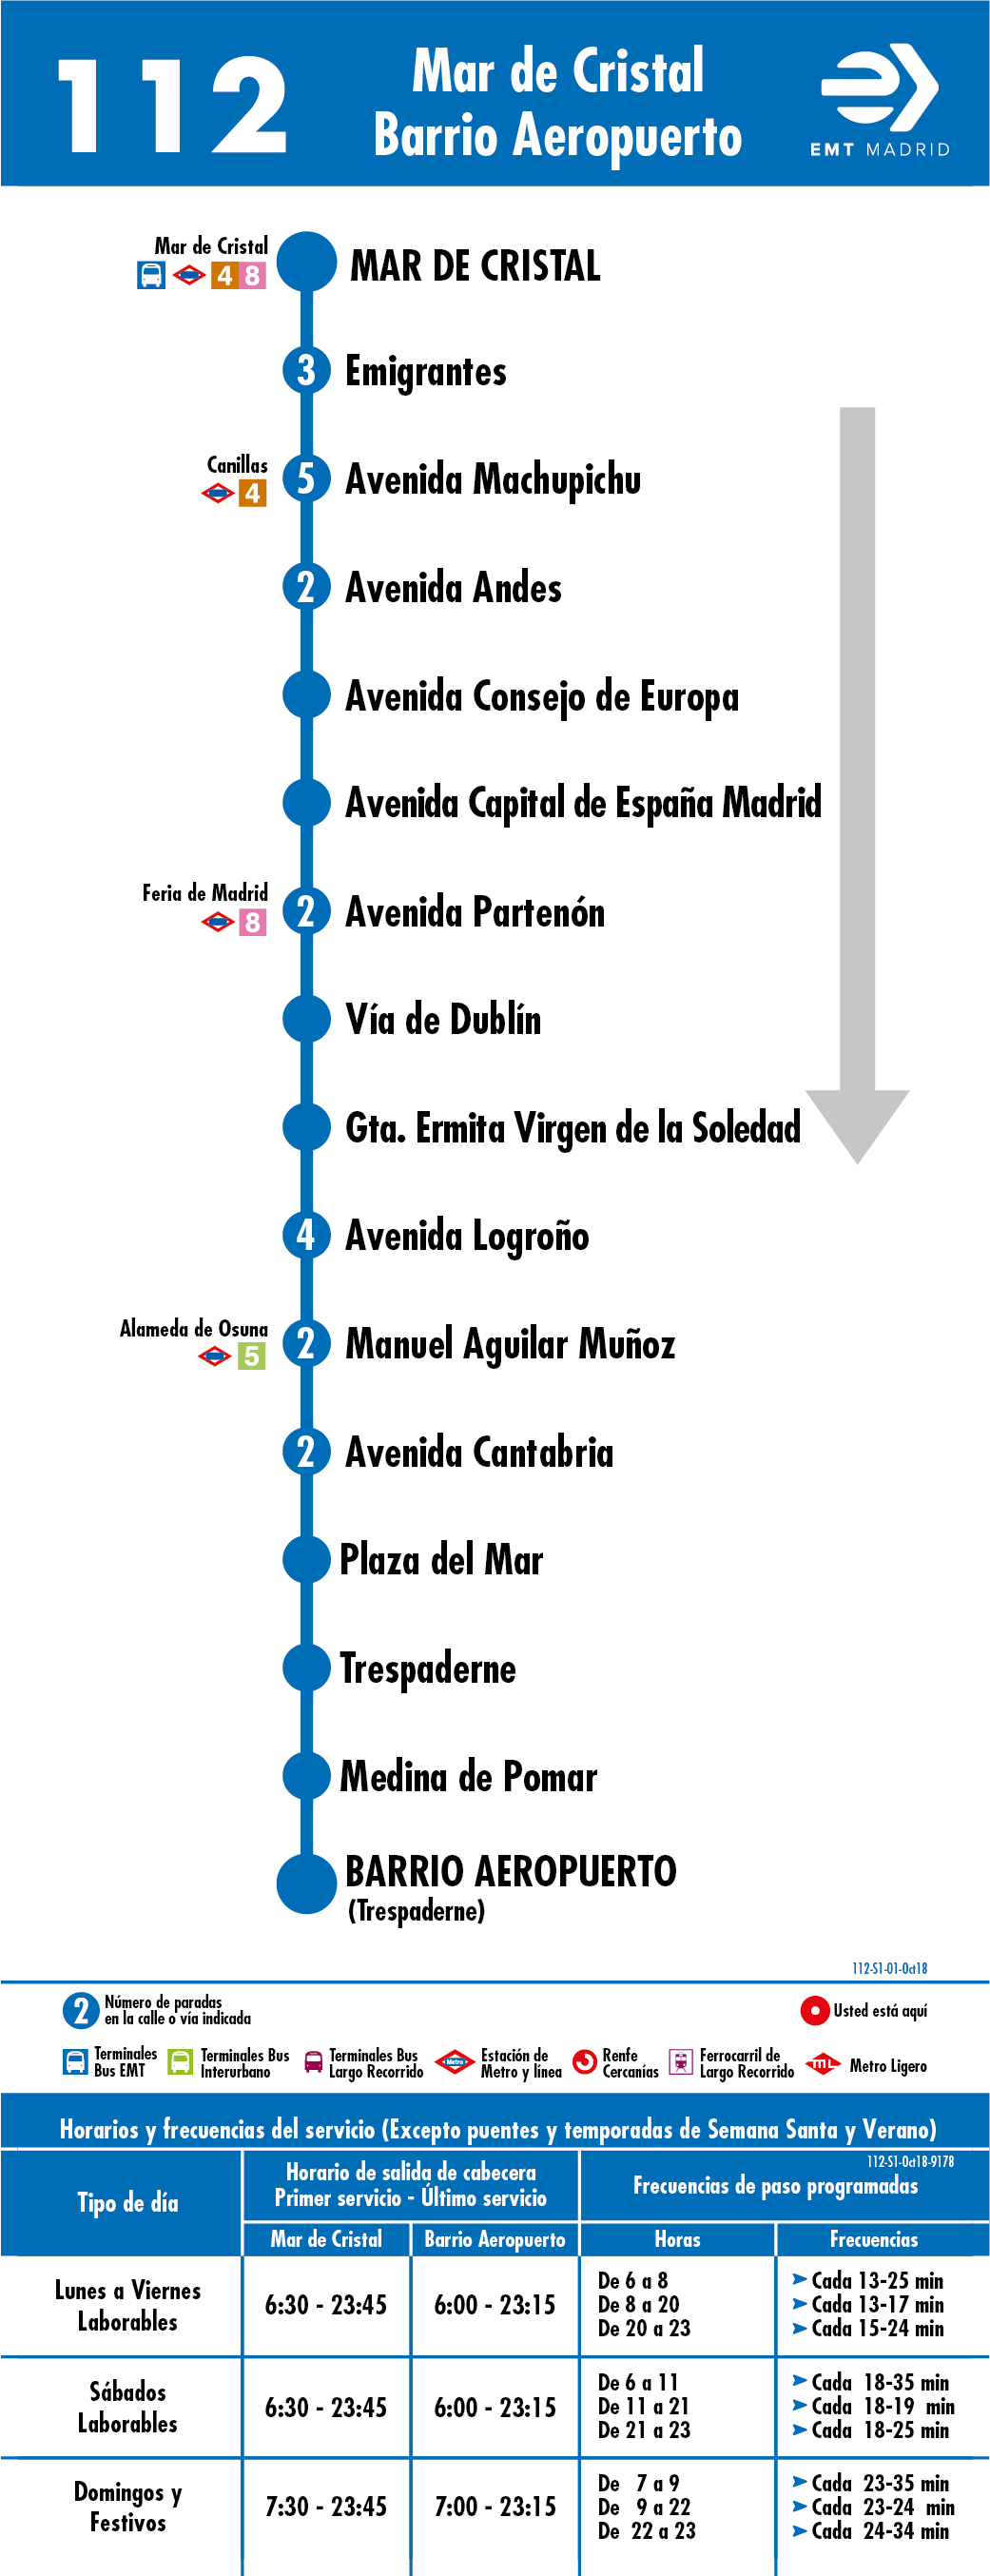 112
Mar de Cristal
Barrio Aeropuerto
EMT MADRID
Mar de Cristal
4 8
MAR DE CRISTAL
3 Emigrantes
Canillas
4
5 Avenida Machupichu
2 Avenida Andes
Avenida Consejo de Europa
Avenida Capital de España Madrid
Feria de Madrid
8
2 Avenida Partenón
Vía de Dublín
Gta. Ermita Virgen de la Soledad
4 Avenida Logroño
Alameda de Osuna
5
2 Manuel Aguilar Muñoz
2 Avenida Cantabria
Plaza del Mar
Trespaderne
Medina de Pomar
BARRIO AEROPUERTO
(Trespaderne)
112-S1-01-Oct18
2 Número de paradas
en la calle o vía indicada
Usted está aquí
Terminales
Bus EMT
Terminales Bus
Interurbano
Terminales Bus
Largo Recorrido
Metro
Estación de
Metro y línea
Renfe
Cercanías
Ferrocarril de
Largo Recorrido
ML
Metro Ligero
Horarios y frecuencias del servicio (Excepto puentes y temporadas de Semana Santa y Verano)
112-S1-Oct18-9178
Tipo de día
Horario de salida de cabecera
Primer servicio - Último servicio
Frecuencias de paso programadas
Mar de Cristal Barrio Aeropuerto Horas Frecuencias
Lunes a Viernes
Laborables
6:30 - 23:45 6:00 - 23:15
De 6 a 8 Cada 13-25 min
De 8 a 20 Cada 13-17 min
De 20 a 23 Cada 15-24 min
Sábados
Laborables
6:30 - 23:45 6:00 - 23:15
De 6 a 11 Cada 18-35 min
De 11 a 21 Cada 18-19 min
De 21 a 23 Cada 18-25 min
Domingos y
Festivos
7:30 - 23:45 7:00 - 23:15
De 7 a 9 Cada 23-35 min
De 9 a 22 Cada 23-24 min
De 22 a 23 Cada 24-34 min